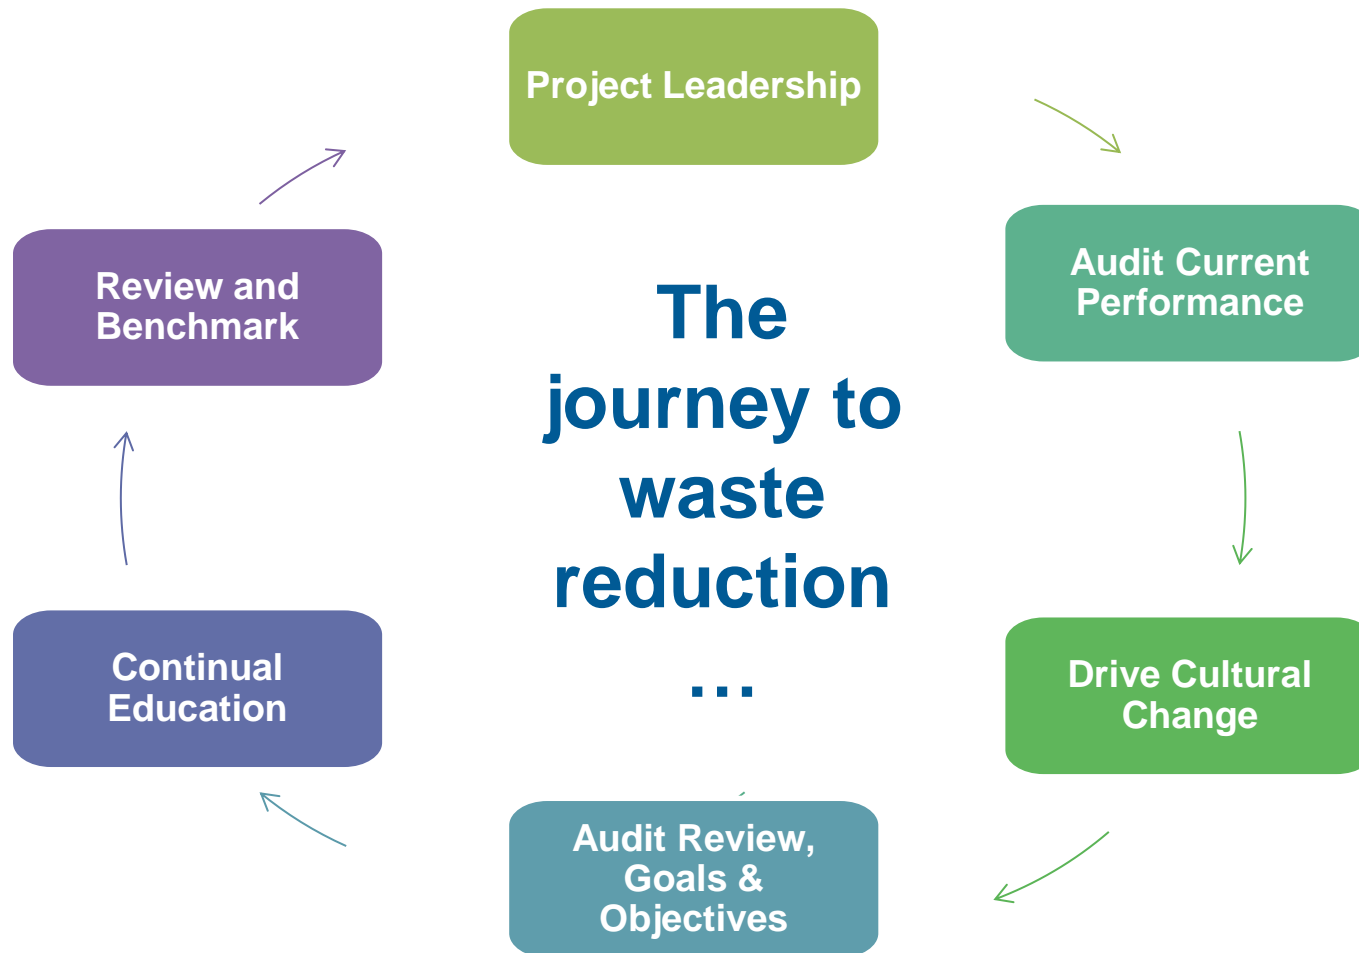 Project Leadership
Audit Current
Performance
Drive Cultural
Change
Audit Review,
Goals &
Objectives
Continual
Education
Review and
Benchmark
The
journey to
waste
reduction
…